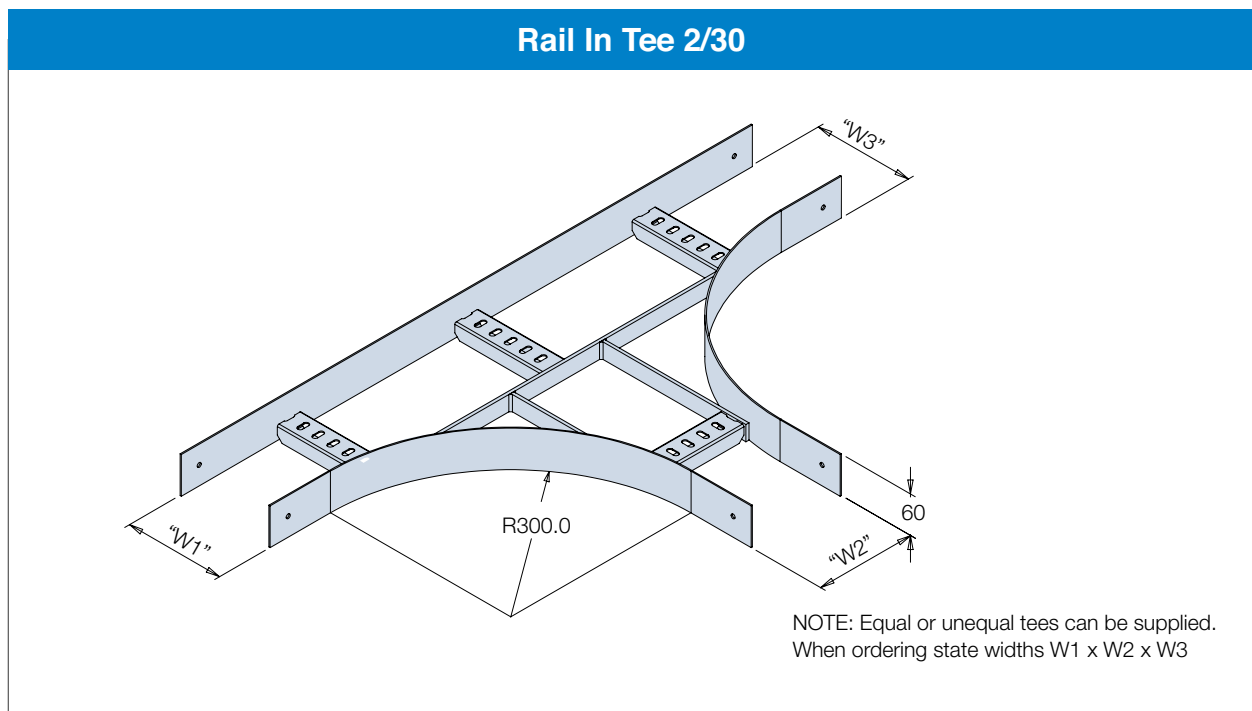 Rail In Tee 2/30
“W3”
R300.0
60
“W1”
“W2”
NOTE: Equal or unequal tees can be supplied.
When ordering state widths W1 x W2 x W3